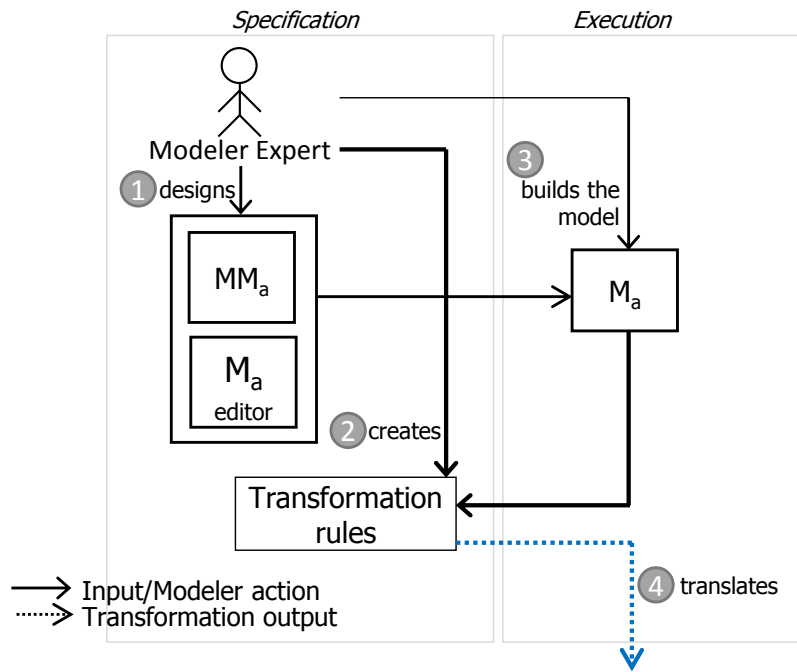 Specification
Execution
Modeler Expert
1 designs
3
builds the
model
MMa
Ma
Ma
editor
2 creates
Transformation
rules
4 translates
Input/Modeler action
Transformation output